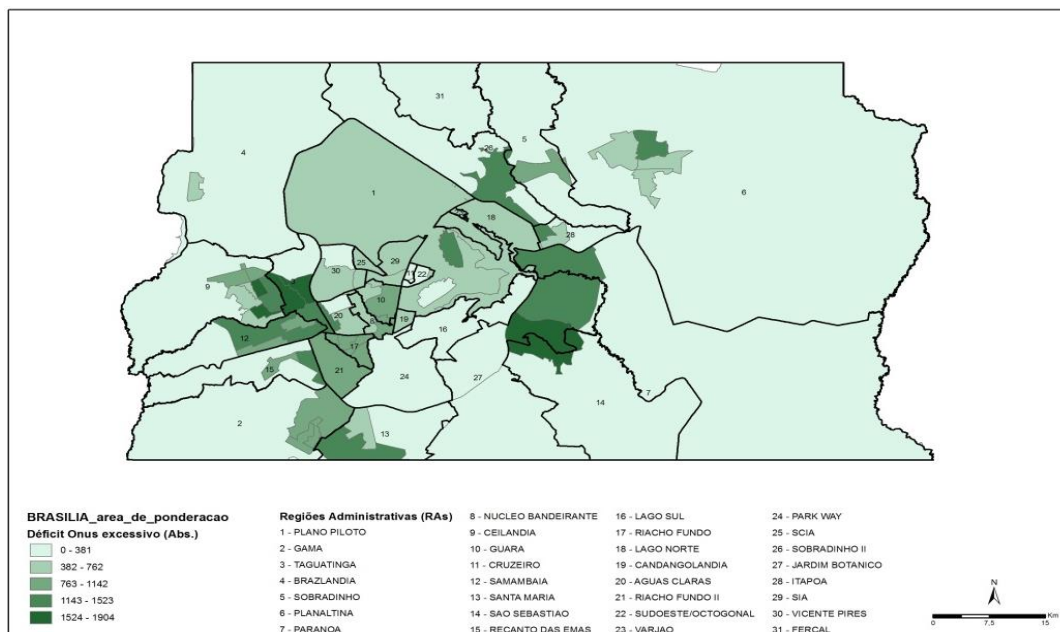 31
5
4
26
6
1
18
28
25
29
30
22
9
10
20
19
16
12
17
15
21
24
27
7
14
2
13
BRASILIA_area_de_ponderacao
Déficit Onus excessivo (Abs.)
0 - 381
382 - 762
763 - 1142
1143 - 1523
1524 - 1904
Regiões Administrativas (RAs)
1 - PLANO PILOTO
2 - GAMA
3 - TAGUATINGA
4 - BRAZLANDIA
5 - SOBRADINHO
6 - PLANALTINA
7 - PARANOA
8 - NUCLEO BANDEIRANTE
9 - CEILANDIA
10 - GUARA
11 - CRUZEIRO
12 - SAMAMBAIA
13 - SANTA MARIA
14 - SAO SEBASTIAO
15 - RECANTO DAS EMAS
16 - LAGO SUL
17 - RIACHO FUNDO
18 - LAGO NORTE
19 - CANDANGOLANDIA
20 - AGUAS CLARAS
21 - RIACHO FUNDO II
22 - SUDOESTE/OCTOGONAL
23 - VARJAO
24 - PARK WAY
25 - SCIA
26 - SOBRADINHO II
27 - JARDIM BOTANICO
28 - ITAPOA
29 - SIA
30 - VICENTE PIRES
31 - FERCAL
N
Km
0 7,5 15